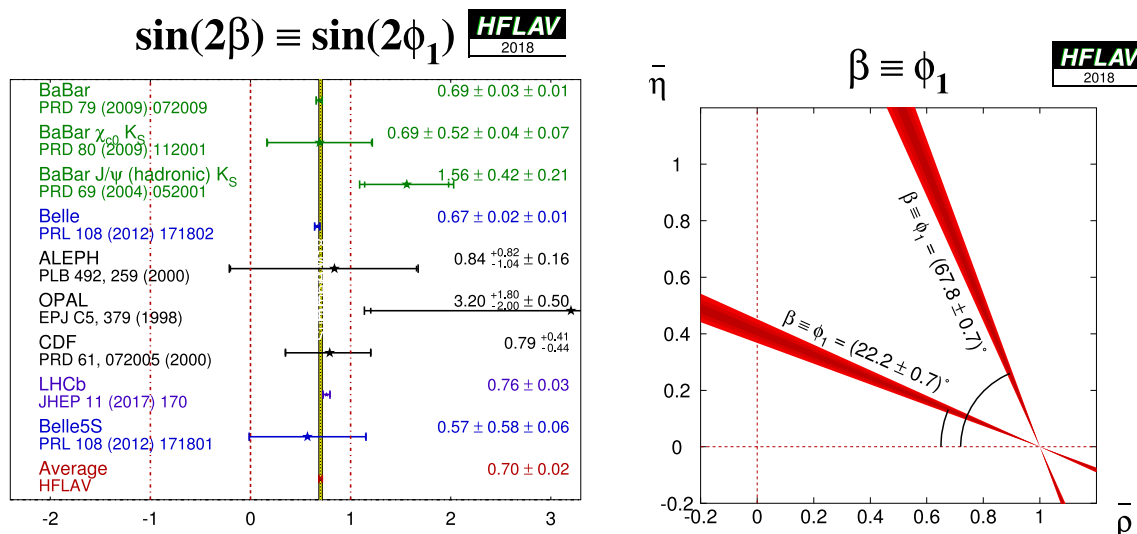 sin(2β) ≡ sin(2ϕ₁)
HFLAV
2018
BaBar
PRD 79 (2009) 072009
0.69 ± 0.03 ± 0.01
BaBar χc0 KS
PRD 80 (2009) 112001
0.69 ± 0.52 ± 0.04 ± 0.07
BaBar J/ψ (hadronic) KS
PRD 69 (2004) 052001
1.56 ± 0.42 ± 0.21
Belle
PRL 108 (2012) 171802
0.67 ± 0.02 ± 0.01
ALEPH
PLB 492, 259 (2000)
0.84 +0.82 -1.04 ± 0.16
OPAL
EPJ C5, 379 (1998)
3.20 +1.80 -2.00 ± 0.50
CDF
PRD 61, 072005 (2000)
0.79 +0.41 -0.44
LHCb
JHEP 11 (2017) 170
0.76 ± 0.03
Belle5S
PRL 108 (2012) 171801
0.57 ± 0.58 ± 0.06
Average
HFLAV
0.70 ± 0.02
-2 -1 0 1 2 3
β ≡ ϕ₁
HFLAV
2018
η̄
1
0.8
0.6
0.4
0.2
0
-0.2
β ≡ ϕ₁ = (67.8 ± 0.7)°
β ≡ ϕ₁ = (22.2 ± 0.7)°
-0.2 0 0.2 0.4 0.6 0.8 1
ρ̄